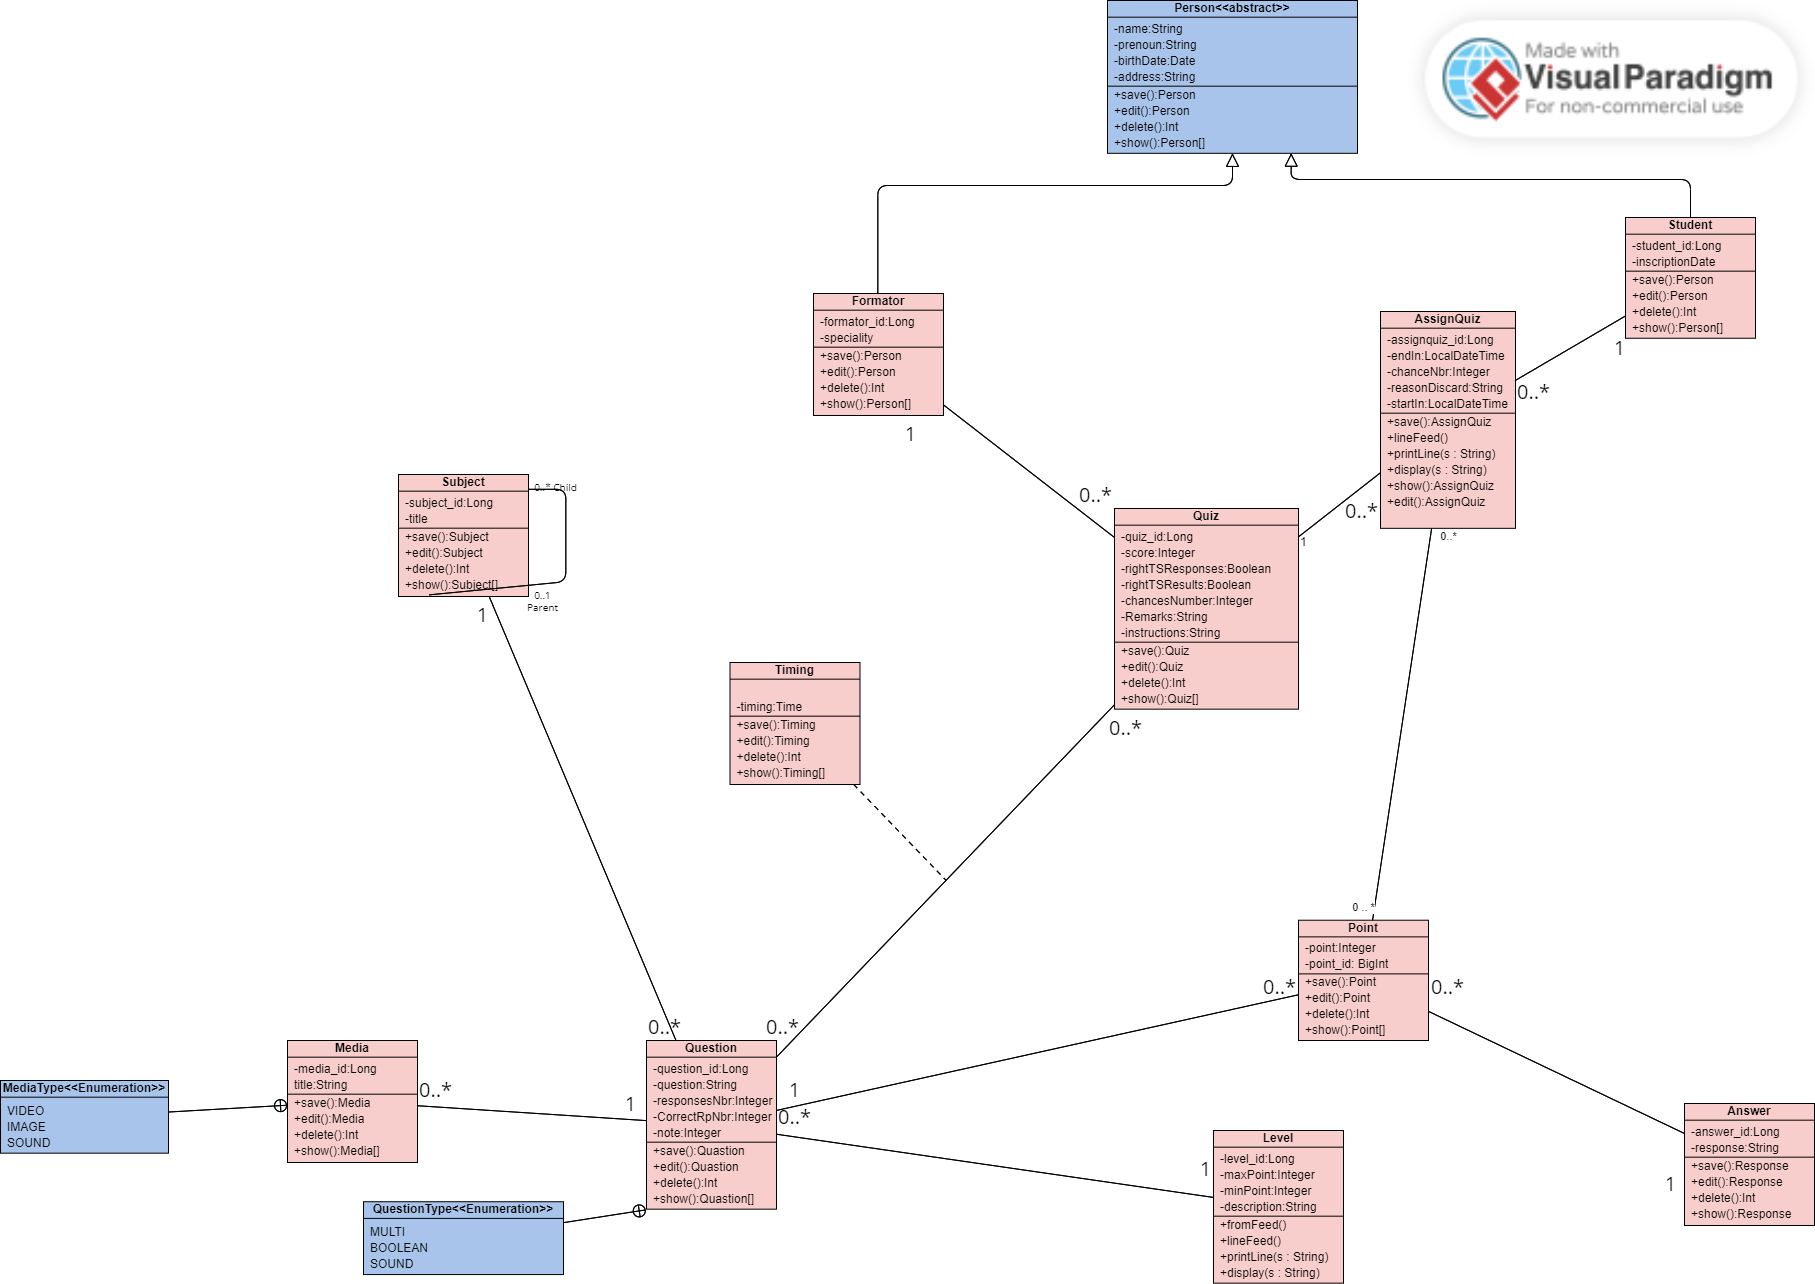 Person<<abstract>>
-name:String
-prenoun:String
-birthDate:Date
-address:String
+save():Person
+edit():Person
+delete():Int
+show():Person[]
Made with
Visual Paradigm
For non-commercial use
Student
-student_id:Long
-inscriptionDate
+save():Person
+edit():Person
+delete():Int
+show():Person[]
1
0..*
Formator
-formator_id:Long
-speciality
+save():Person
+edit():Person
+delete():Int
+show():Person[]
1
0..*
AssignQuiz
-assignquiz_id:Long
-endIn:LocalDateTime
-chanceNbr:Integer
-reasonDiscard:String
-startIn:LocalDateTime
+save():AssignQuiz
+lineFeed()
+printLine(s : String)
+display(s : String)
+show():AssignQuiz
+edit():AssignQuiz
0..*
1
0..*
Subject
-subject_id:Long
-title
+save():Subject
+edit():Subject
+delete():Int
+show():Subject[]
0..* Child
0..1
Parent
1
Quiz
-quiz_id:Long
-score:Integer
-rightTSResponses:Boolean
-rightTSResults:Boolean
-chancesNumber:Integer
-Remarks:String
-instructions:String
+save():Quiz
+edit():Quiz
+delete():Int
+show():Quiz[]
0..*
Timing
-timing:Time
+save():Timing
+edit():Timing
+delete():Int
+show():Timing[]
0 .. *
Point
-point:Integer
-point_id: BigInt
+save():Point
+edit():Point
+delete():Int
+show():Point[]
0..*
0..*
0..*
0..*
Media
-media_id:Long
title:String
+save():Media
+edit():Media
+delete():Int
+show():Media[]
0..*
1
MediaType<<Enumeration>>
VIDEO
IMAGE
SOUND
Question
-question_id:Long
-question:String
-responsesNbr:Integer
-CorrectRpNbr:Integer
-note:Integer
+save():Quastion
+edit():Quastion
+delete():Int
+show():Quastion[]
1
0..*
QuestionType<<Enumeration>>
MULTI
BOOLEAN
SOUND
Level
-level_id:Long
-maxPoint:Integer
-minPoint:Integer
-description:String
+fromFeed()
+lineFeed()
+printLine(s : String)
+display(s : String)
1
Answer
-answer_id:Long
-response:String
+save():Response
+edit():Response
+delete():Int
+show():Response
1